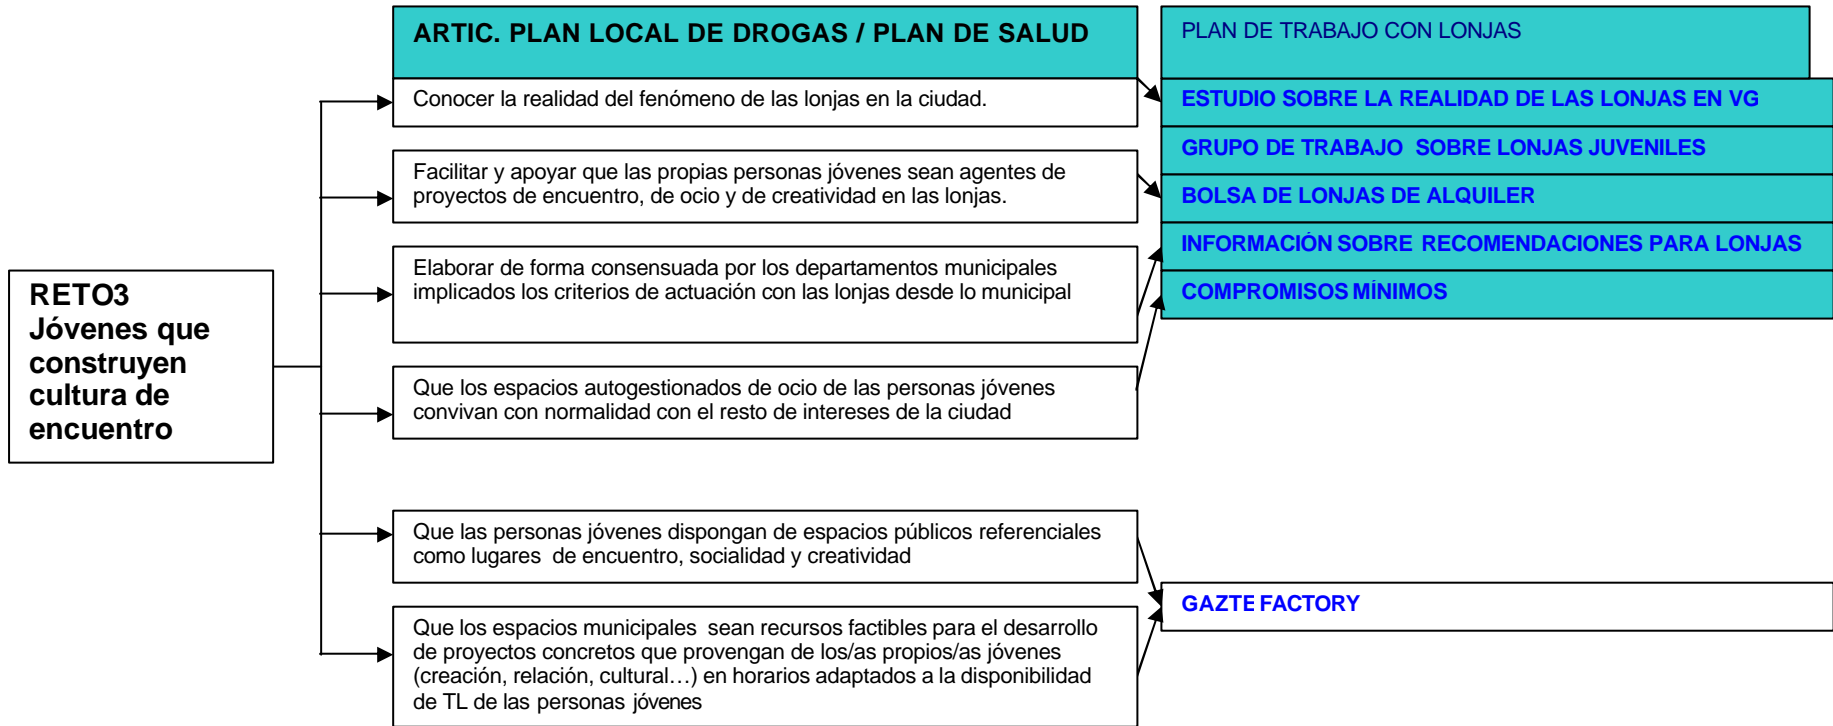 ARTIC. PLAN LOCAL DE DROGAS / PLAN DE SALUD
PLAN DE TRABAJO CON LONJAS
Conocer la realidad del fenómeno de las lonjas en la ciudad.
ESTUDIO SOBRE LA REALIDAD DE LAS LONJAS EN VG
GRUPO DE TRABAJO SOBRE LONJAS JUVENILES
Facilitar y apoyar que las propias personas jóvenes sean agentes de
proyectos de encuentro, de ocio y de creatividad en las lonjas.
BOLSA DE LONJAS DE ALQUILER
INFORMACIÓN SOBRE RECOMENDACIONES PARA LONJAS
Elaborar de forma consensuada por los departamentos municipales
implicados los criterios de actuación con las lonjas desde lo municipal
COMPROMISOS MÍNIMOS
RETO3
Jóvenes que
construyen
cultura de
encuentro
Que los espacios autogestionados de ocio de las personas jóvenes
convivan con normalidad con el resto de intereses de la ciudad
Que las personas jóvenes dispongan de espacios públicos referenciales
como lugares de encuentro, socialidad y creatividad
GAZTE FACTORY
Que los espacios municipales sean recursos factibles para el desarrollo
de proyectos concretos que provengan de los/as propios/as jóvenes
(creación, relación, cultural…) en horarios adaptados a la disponibilidad
de TL de las personas jóvenes